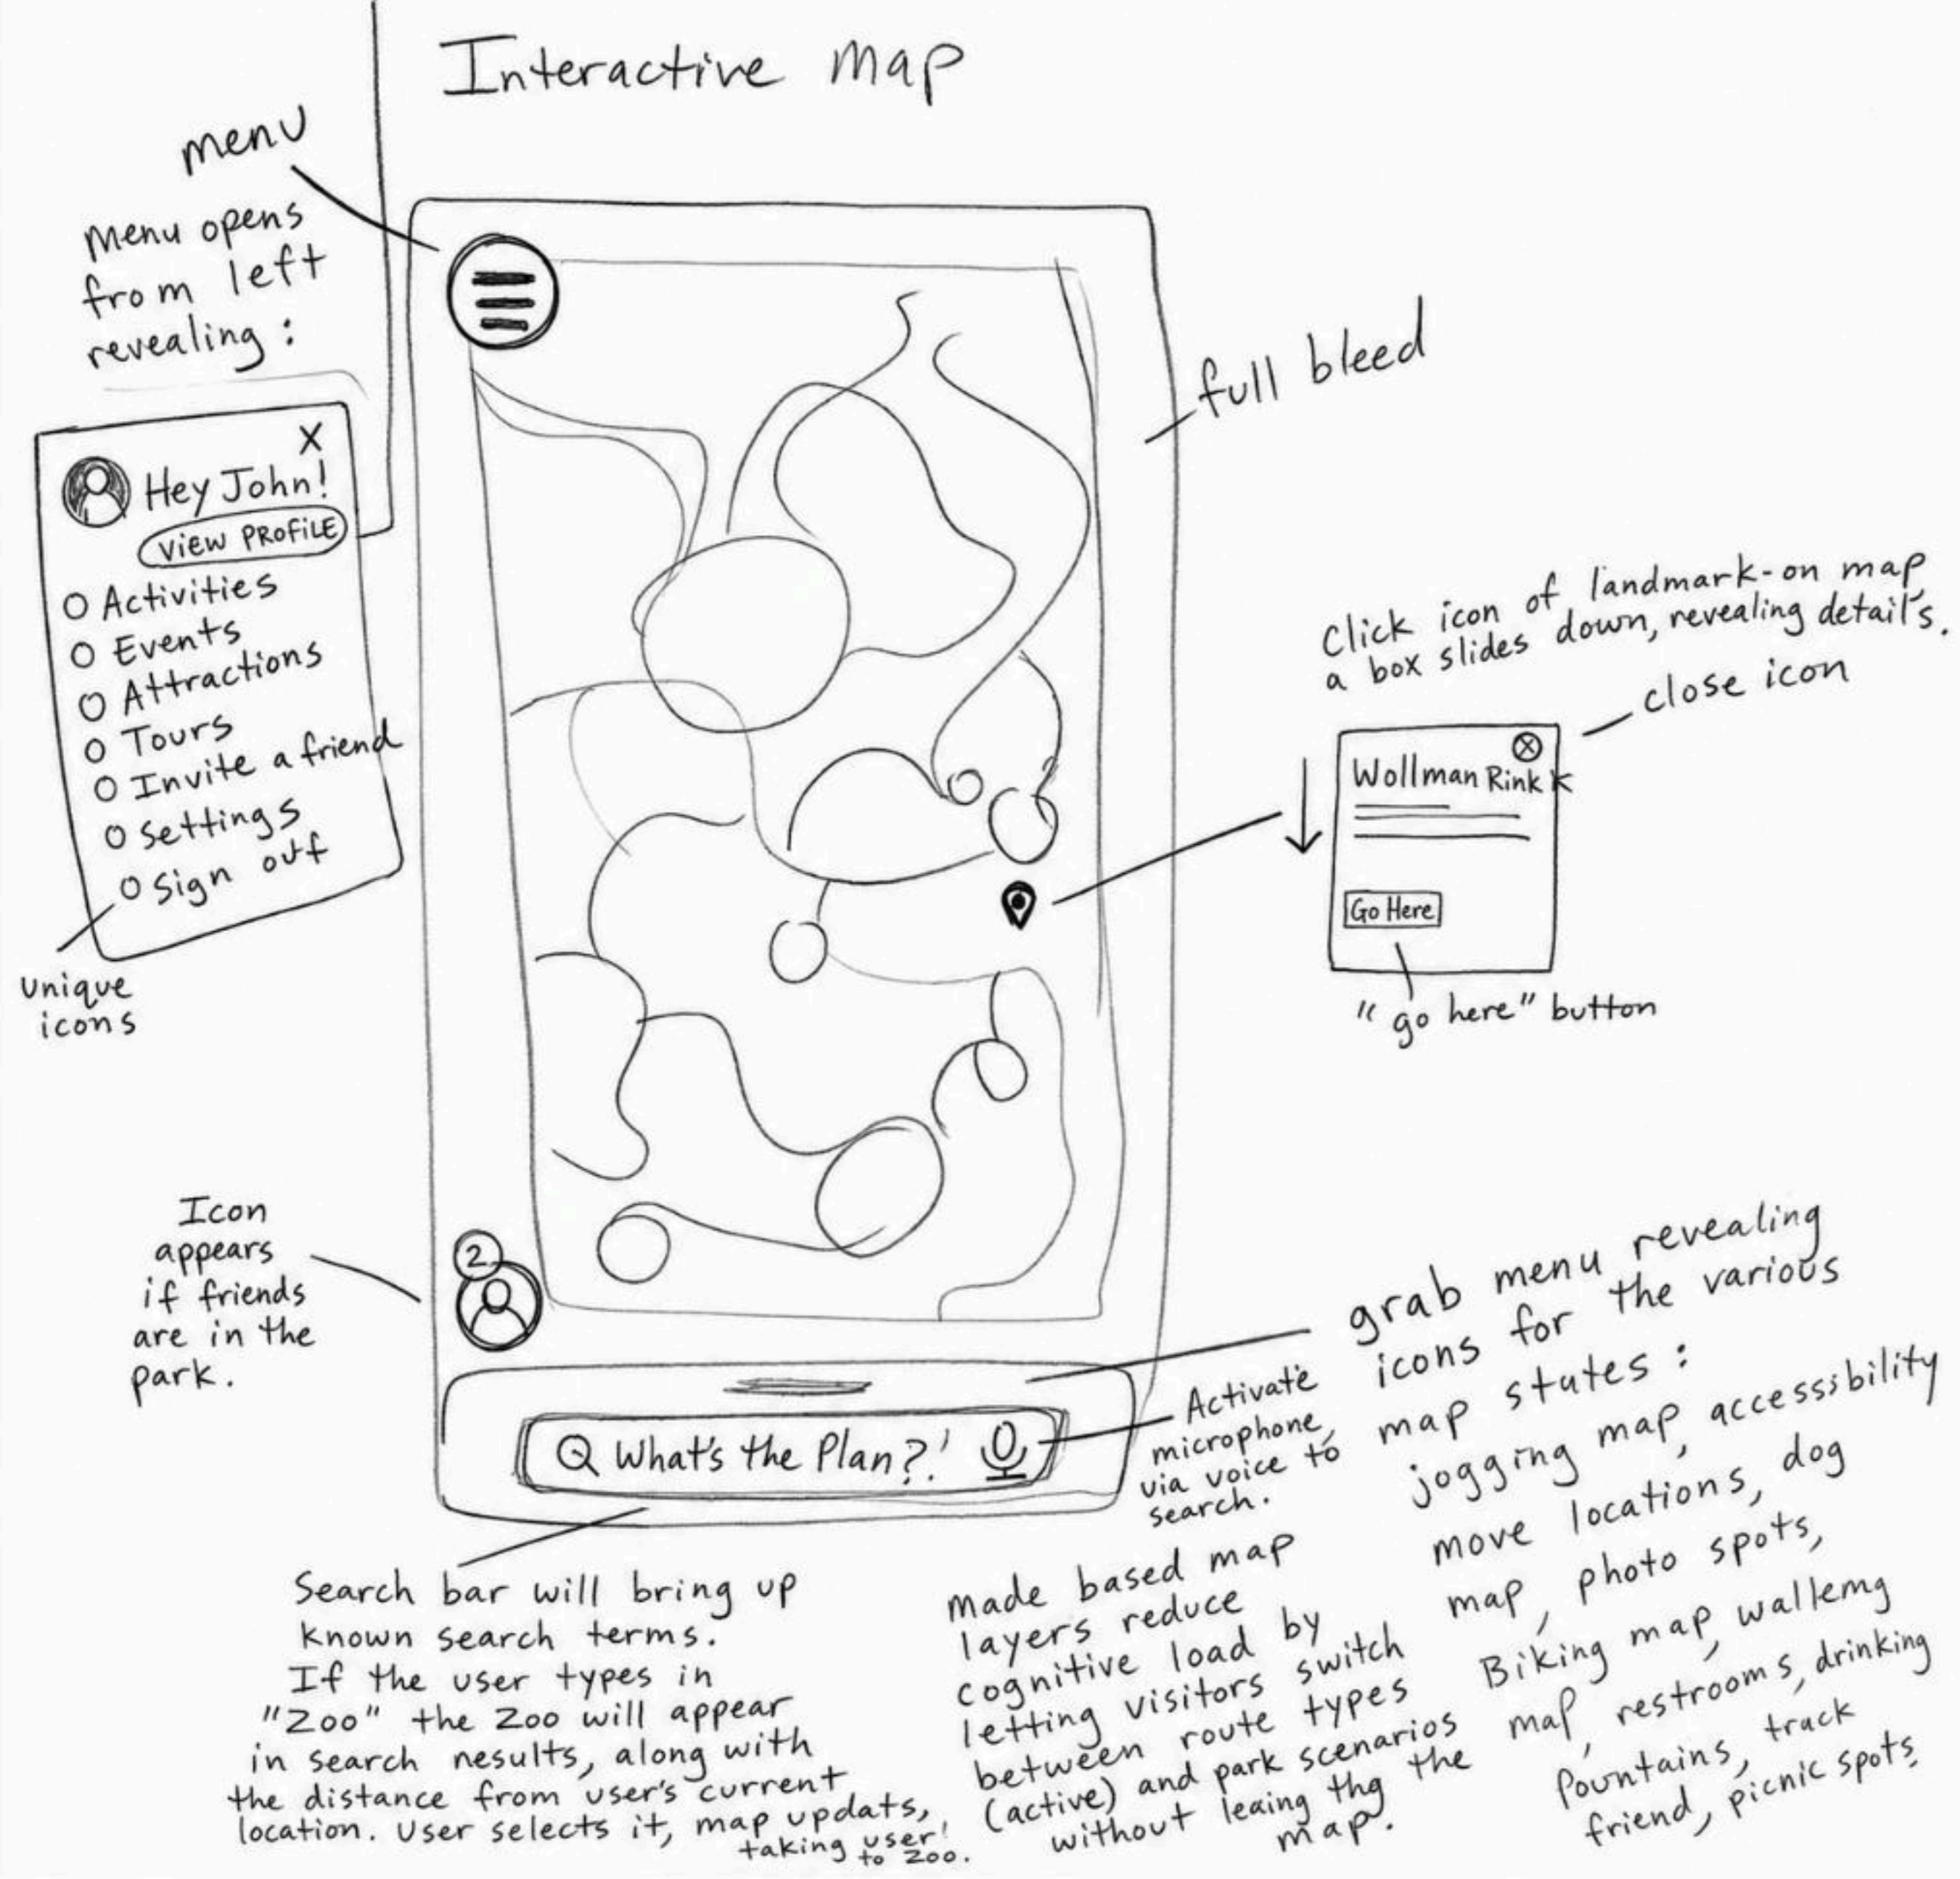 Interactive map
menu
Menu opens
from left
revealing:
X
Hey John!
VIEW PROFILE
Activities
Events
Attractions
Tours
Invite a friend
Settings
Sign out
unique
icons
full bleed
Click icon of landmark-on map
a box slides down, revealing detail's.
close icon
Wollman Rink k
Go Here
"go here" button
Icon
appears
if friends
are in the
park.
2
What's the Plan?!
Activate
microphone,
via voice to
search.
grab menu revealing
icons for the various
map states:
jogging map, accesssibility
move locations, dog
map, photo spots,
Biking map, wallemg
map, restrooms, drinking
fountains, track
friend, picnic spots.
Search bar will bring up
known search terms.
If the user types in
"Zoo" the Zoo will appear
in search nesults, along with
the distance from user's current
location. User selects it, map updats,
taking user!
to Zoo.
made based map
layers reduce
cognitive load by
letting visitors switch
between route types
(active) and park scenarios
without leaing thg the
map.